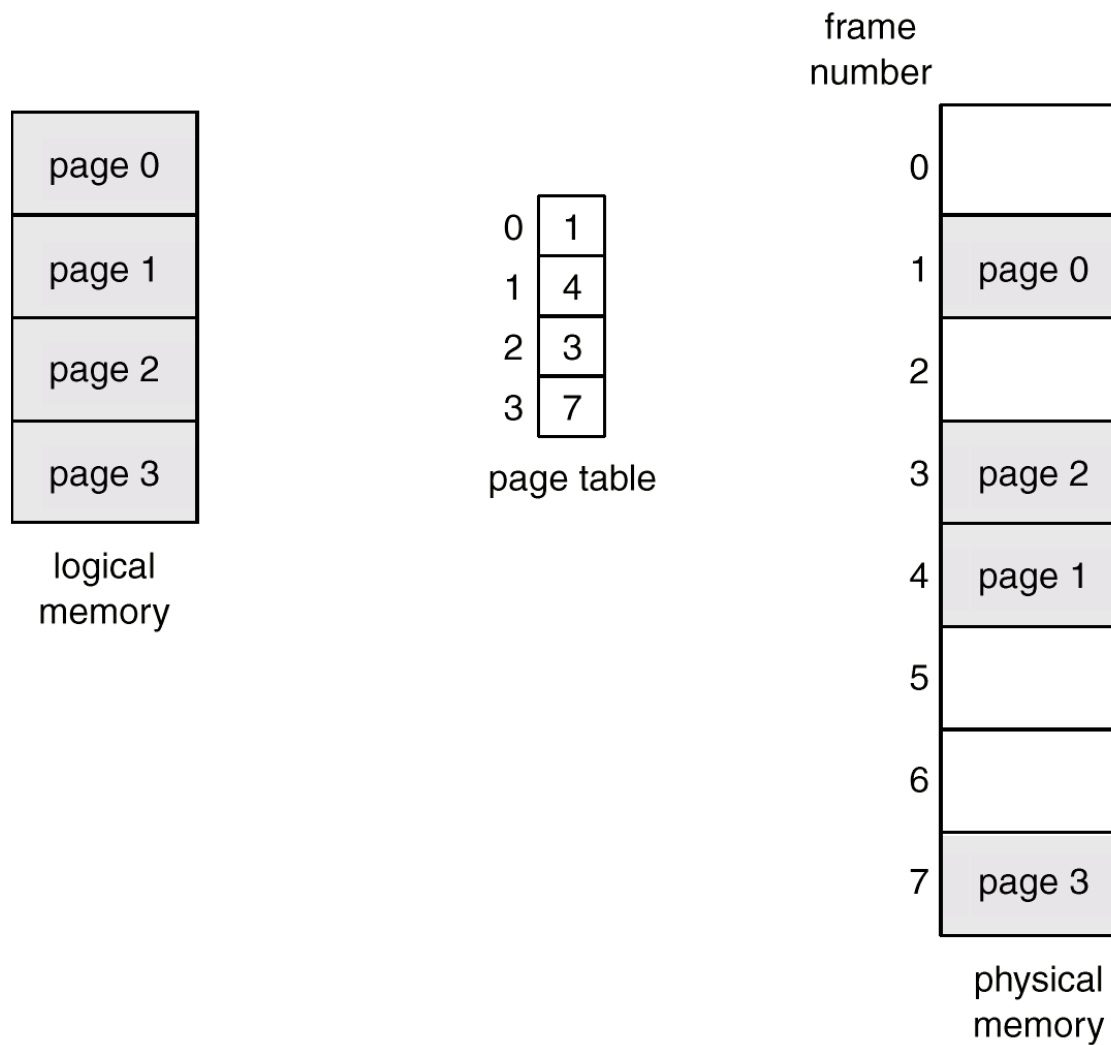 page 0
page 1
page 2
page 3
logical
memory
0 1
1 4
2 3
3 7
page table
frame
number
0
1 page 0
2
3 page 2
4 page 1
5
6
7 page 3
physical
memory